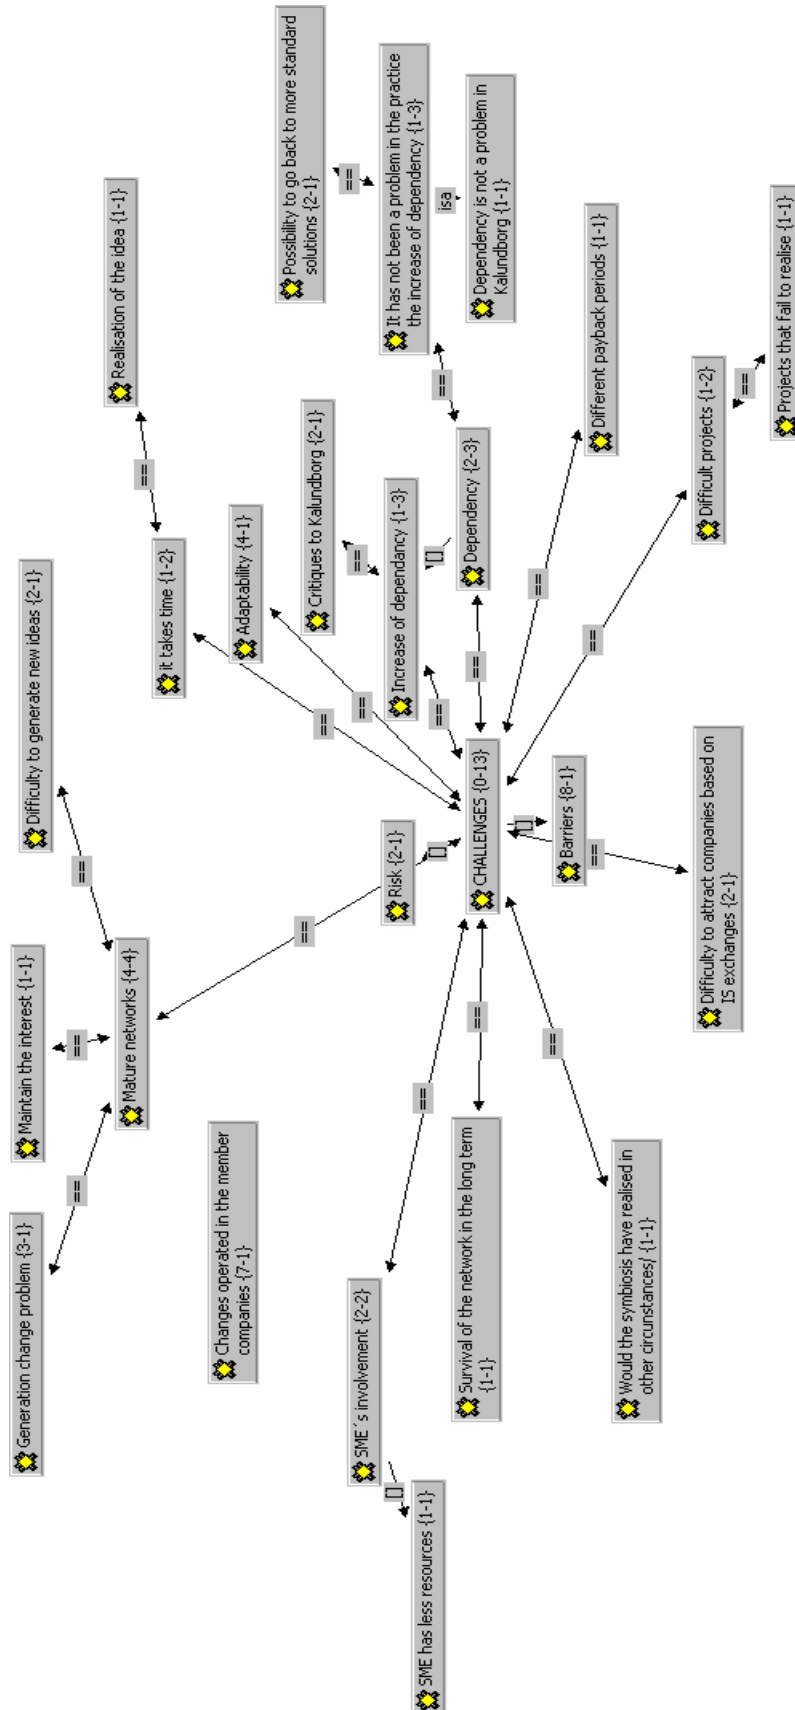 Generation change problem {3-1}
==
Maintain the interest {1-1}
==
Difficulty to generate new ideas {2-1}
==
Mature networks {4-4}
==
Realisation of the idea {1-1}
==
it takes time {1-2}
==
Changes operated in the member
companies {7-1}
Adaptability {4-1}
==
Possibility to go back to more standard
solutions {2-1}
==
Critiques to Kalundborg {2-1}
==
It has not been a problem in the practice
the increase of dependency {1-3}
isa
Risk {2-1}
[]
Increase of dependancy {1-3}
==
[]
==
SME´s involvement {2-2}
==
[]
SME has less resources {1-1}
Dependency {2-3}
==
Dependency is not a problem in
Kalundborg {1-1}
CHALLENGES {0-13}
Survival of the network in the long term
{1-1}
==
Barriers {8-1}
[]
==
Different payback periods {1-1}
==
Would the symbiosis have realised in
other circumstances/ {1-1}
==
Difficulty to attract companies based on
IS exchanges {2-1}
Difficult projects {1-2}
==
==
Projects that fail to realise {1-1}